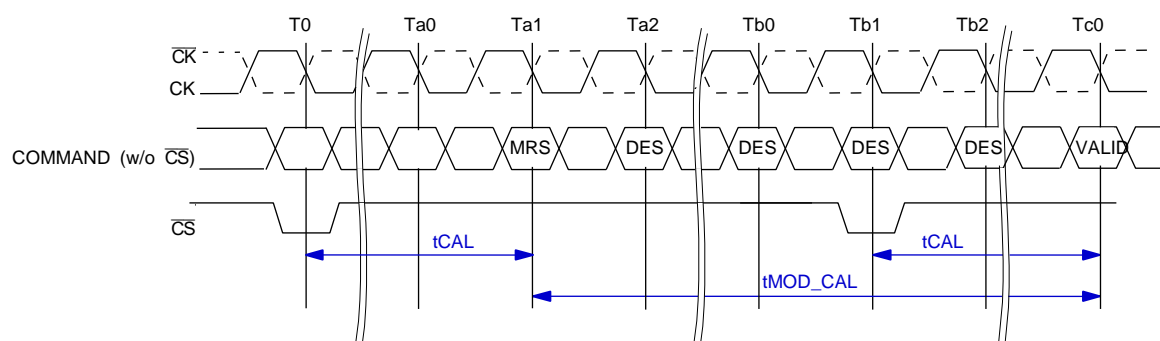 T0 Ta0 Ta1 Ta2 Tb0 Tb1 Tb2 Tc0
CK
CK
COMMAND (w/o CS) MRS DES DES DES DES VALID
CS
tCAL tCAL
tMOD_CAL